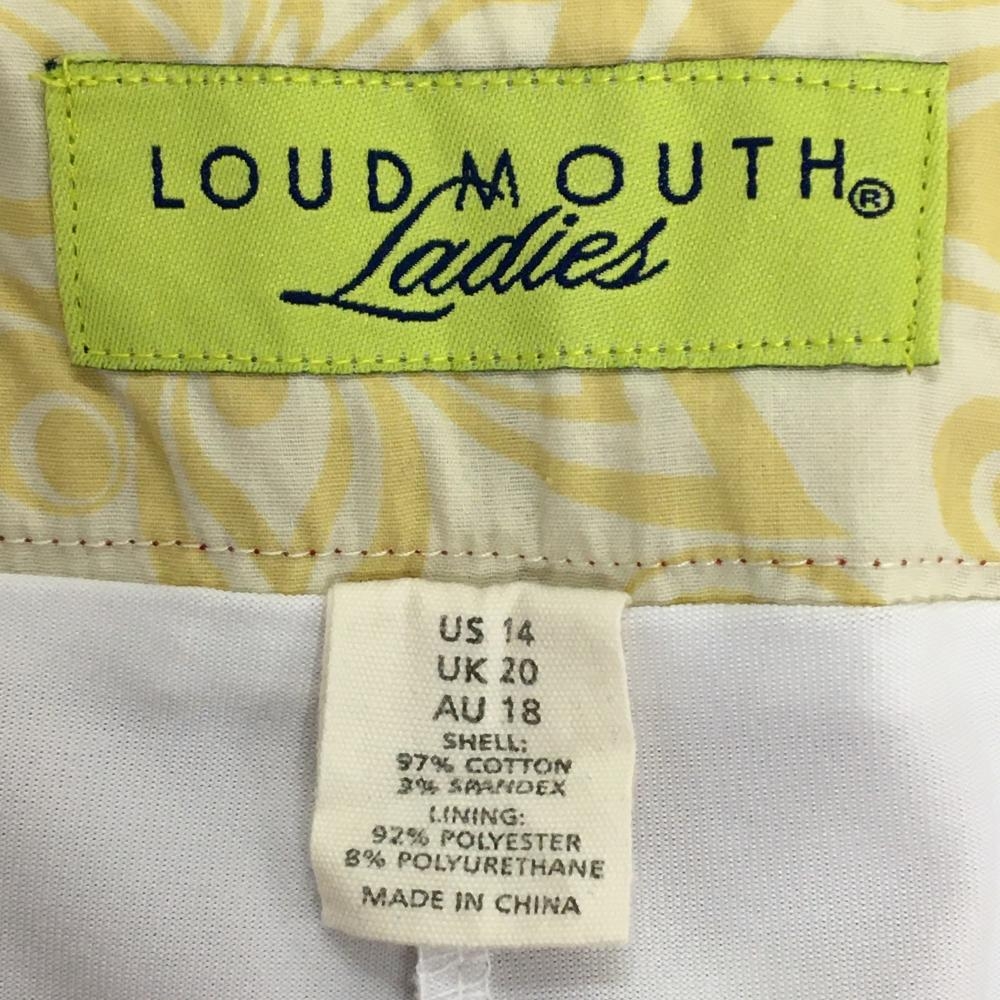 LOUDMOUTH®
Ladies
US 14
UK 20
AU 18
SHELL:
97% COTTON
3% SPANDEX
LINING:
92% POLYESTER
8% POLYURETHANE
MADE IN CHINA